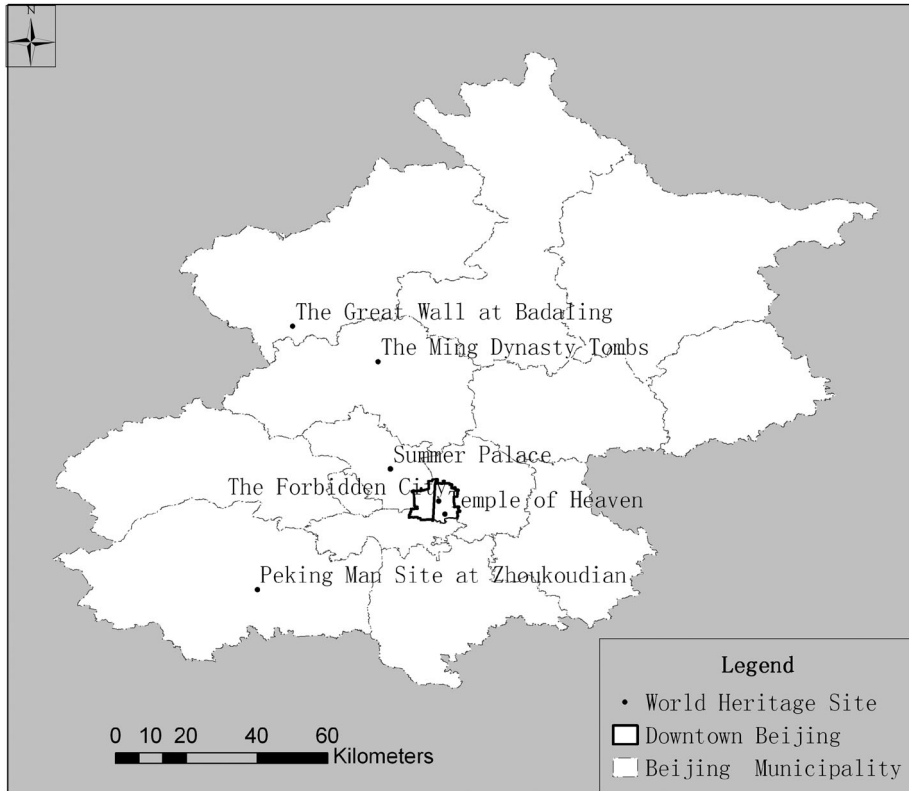 N
The Great Wall at Badaling
The Ming Dynasty Tombs
Summer Palace
The Forbidden City
Temple of Heaven
Peking Man Site at Zhoukoudian
Legend
World Heritage Site
Downtown Beijing
Beijing Municipality
0 10 20 40 60
Kilometers